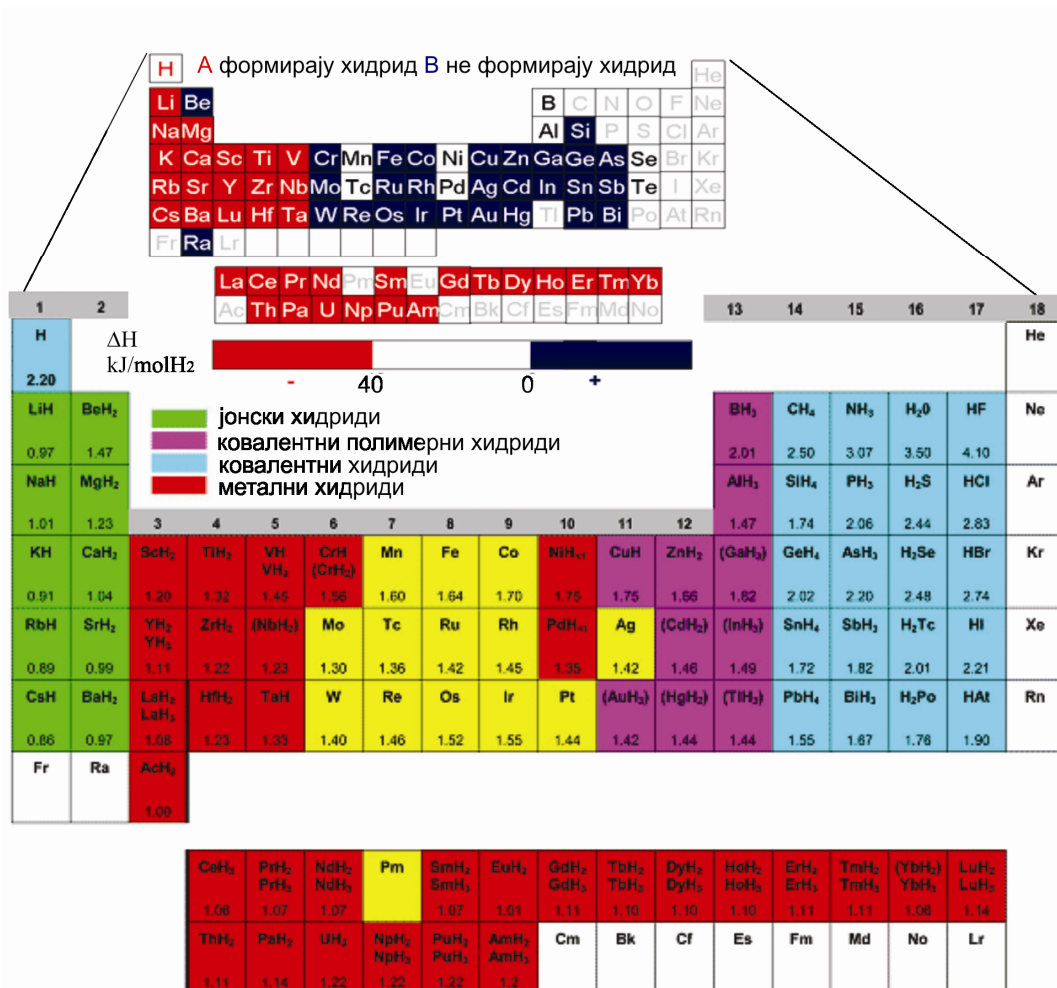 H А формирају хидрид В не формирају хидрид He
Li Be B C N O F Ne
Na Mg Al Si P S Cl Ar
K Ca Sc Ti V Cr Mn Fe Co Ni Cu Zn Ga Ge As Se Br Kr
Rb Sr Y Zr Nb Mo Tc Ru Rh Pd Ag Cd In Sn Sb Te I Xe
Cs Ba Lu Hf Ta W Re Os Ir Pt Au Hg Tl Pb Bi Po At Rn
Fr Ra Lr
La Ce Pr Nd Pm Sm Eu Gd Tb Dy Ho Er Tm Yb
Ac Th Pa U Np Pu Am Cm Bk Cf Es Fm Md No
1 2 13 14 15 16 17 18
ΔH
kJ/molH2
- 40 0 +
H He
2.20
LiH BeH2 BH3 CH4 NH3 H20 HF Ne
0.97 1.47 2.01 2.50 3.07 3.50 4.10
јонски хидриди
ковалентни полимерни хидриди
ковалентни хидриди
метални хидриди
NaH MgH2 AlH3 SiH4 PH3 H2S HCl Ar
1.01 1.23 1.47 1.74 2.06 2.44 2.83
3 4 5 6 7 8 9 10 11 12
KH CaH2 ScH2 TiH2 VH CrH Mn Fe Co NiH<1 CuH ZnH2 (GaH3) GeH4 AsH3 H2Se HBr Kr
VH2 (CrH2)
0.91 1.04 1.20 1.32 1.45 1.56 1.60 1.64 1.70 1.75 1.75 1.66 1.82 2.02 2.20 2.48 2.74
RbH SrH2 YH2 ZrH2 (NbH2) Mo Tc Ru Rh PdH<1 Ag (CdH2) (InH3) SnH4 SbH3 H2Tc HI Xe
YH3
0.89 0.99 1.11 1.22 1.23 1.30 1.36 1.42 1.45 1.35 1.42 1.46 1.49 1.72 1.82 2.01 2.21
CsH BaH2 LaH2 HfH2 TaH W Re Os Ir Pt (AuH3) (HgH2) (TlH3) PbH4 BiH3 H2Po HAt Rn
LaH3
0.86 0.97 1.08 1.23 1.33 1.40 1.46 1.52 1.55 1.44 1.42 1.44 1.44 1.55 1.67 1.76 1.90
Fr Ra AcH2
1.00
CeH3 PrH2 NdH2 Pm SmH2 EuH2 GdH2 TbH2 DyH2 HoH2 ErH2 TmH2 (YbH2) LuH2
PrH3 NdH3 SmH3 GdH3 TbH3 DyH3 HoH3 ErH3 TmH3 YbH3 LuH3
1.06 1.07 1.07 1.07 1.01 1.11 1.10 1.10 1.10 1.11 1.11 1.06 1.14
ThH2 PaH2 UH3 NpH2 PuH2 AmH2 Cm Bk Cf Es Fm Md No Lr
NpH3 PuH3 AmH3
1.11 1.14 1.22 1.22 1.22 1.2